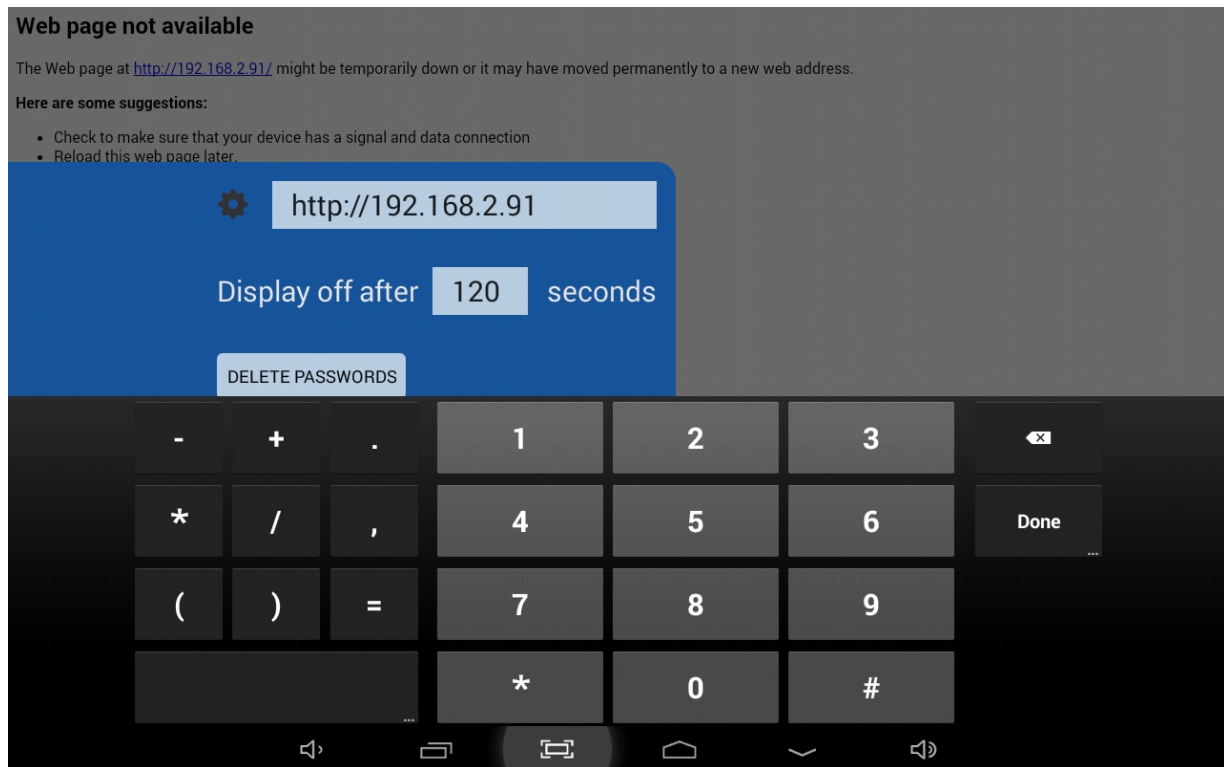 Web page not available
The Web page at http://192.168.2.91/ might be temporarily down or it may have moved permanently to a new web address.
Here are some suggestions:
• Check to make sure that your device has a signal and data connection
• Reload this web page later.
http://192.168.2.91
Display off after 120 seconds
DELETE PASSWORDS
- + . 1 2 3
* / , 4 5 6 Done
( ) = 7 8 9
* 0 #